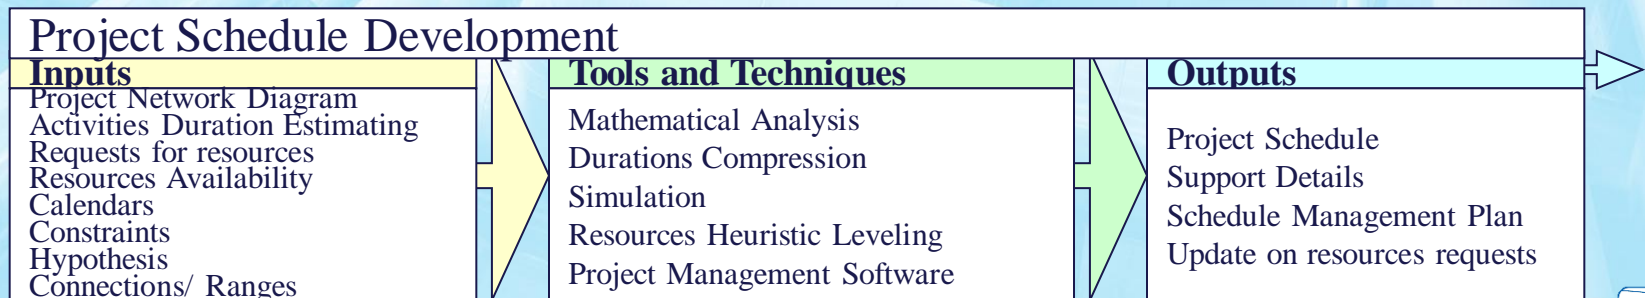 Project Schedule Development
Inputs
Project Network Diagram
Activities Duration Estimating
Requests for resources
Resources Availability
Calendars
Constraints
Hypothesis
Connections/ Ranges
Tools and Techniques
Mathematical Analysis
Durations Compression
Simulation
Resources Heuristic Leveling
Project Management Software
Outputs
Project Schedule
Support Details
Schedule Management Plan
Update on resources requests